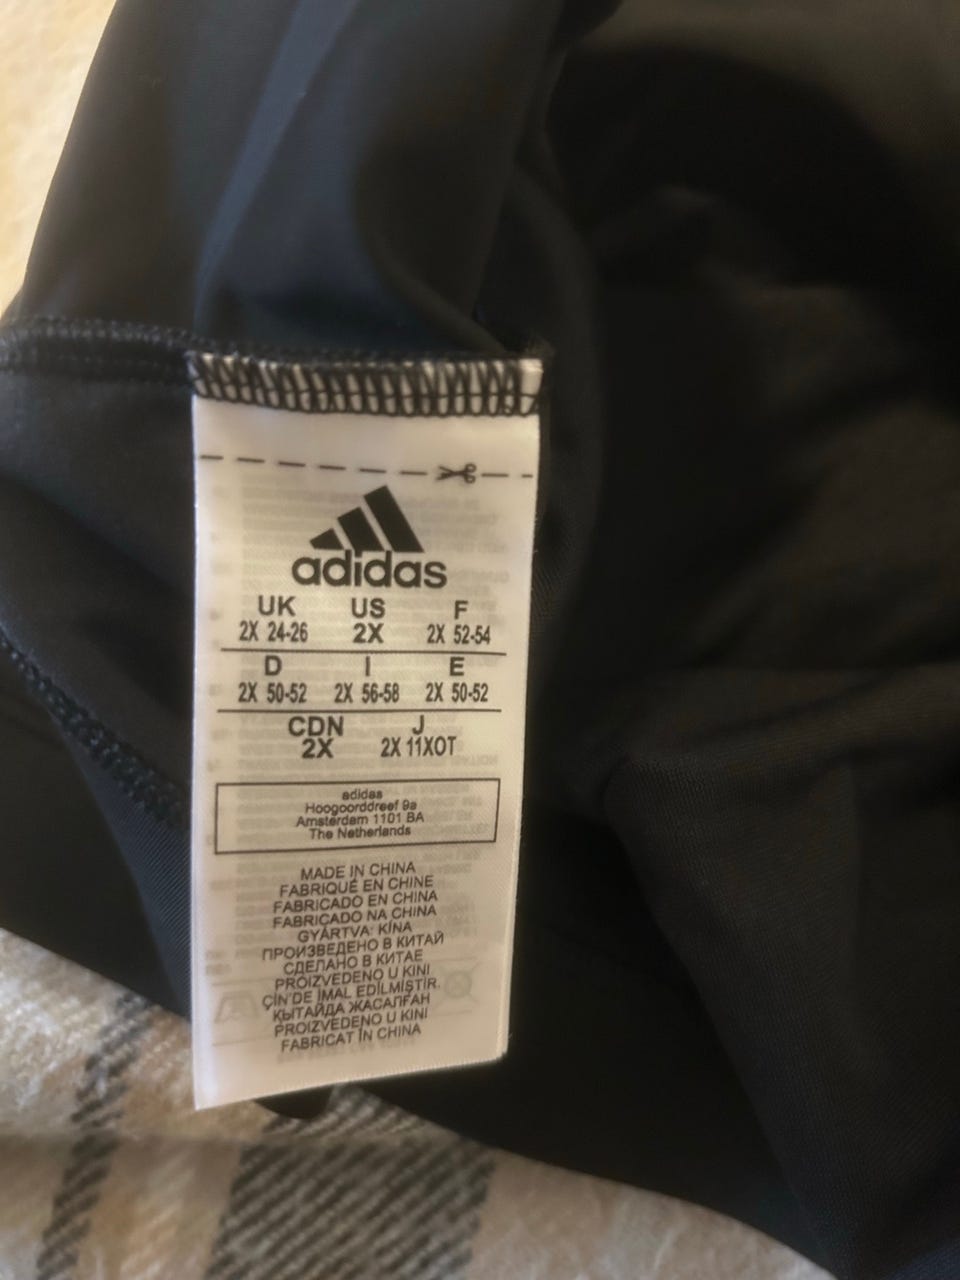 adidas
UK US F
2X 24-26 2X 2X 52-54
D I E
2X 50-52 2X 56-58 2X 50-52
CDN J
2X 2X 11XOT
adidas
Hoogoorddreef 9a
Amsterdam 1101 BA
The Netherlands
MADE IN CHINA
FABRIQUÉ EN CHINE
FABRICADO EN CHINA
FABRICADO NA CHINA
GYÁRTVA: KÍNA
ПРОИЗВЕДЕНО В КИТАЙ
СДЕЛАНО В КИТАЕ
PROIZVEDENO U KINI
ÇİN'DE İMAL EDİLMİŞTİR.
ҚЫТАЙДА ЖАСАЛҒАН
PROIZVEDENO U KINI
FABRICAT ÎN CHINA